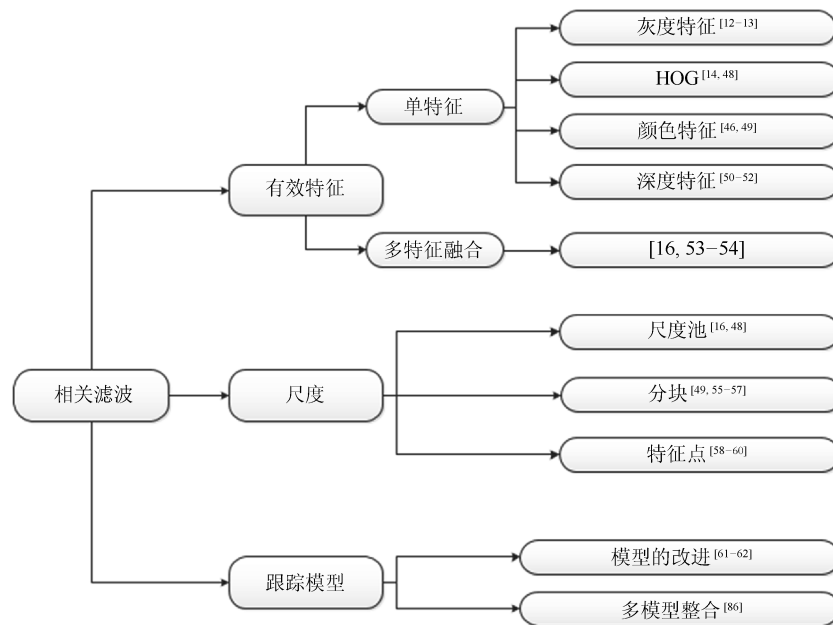 灰度特征[12−13]
HOG[14, 48]
单特征
颜色特征[46, 49]
深度特征[50−52]
有效特征
多特征融合
[16, 53−54]
尺度池[16, 48]
相关滤波
尺度
分块[49, 55−57]
特征点[58−60]
模型的改进[61−62]
跟踪模型
多模型整合[86]